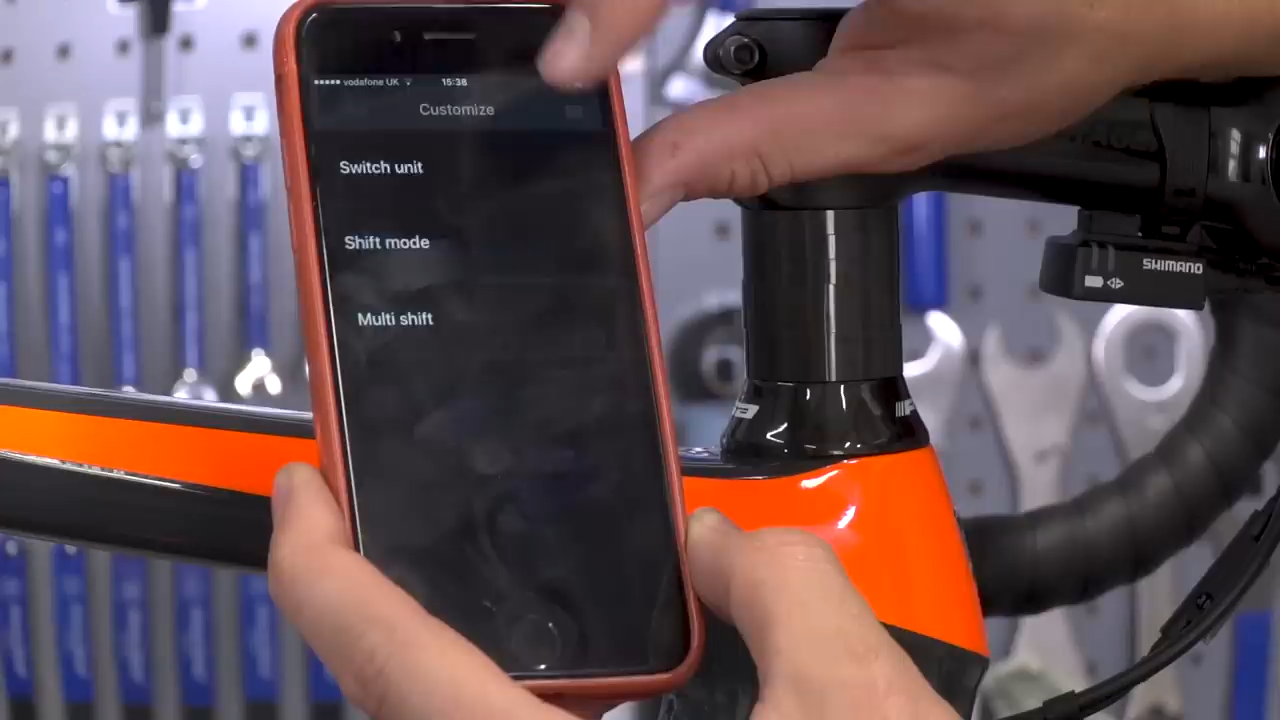 vodafone UK
15:38
Customize
Switch unit
Shift mode
Multi shift
SHIMANO